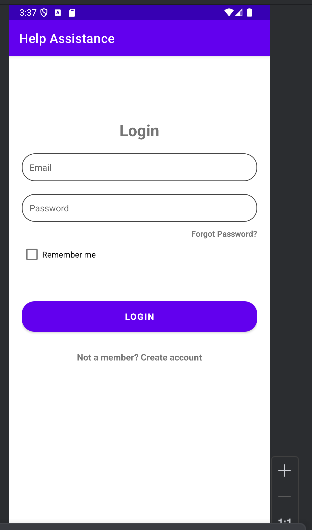 3:37
Help Assistance
Login
Email
Password
Forgot Password?
Remember me
LOGIN
Not a member? Create account